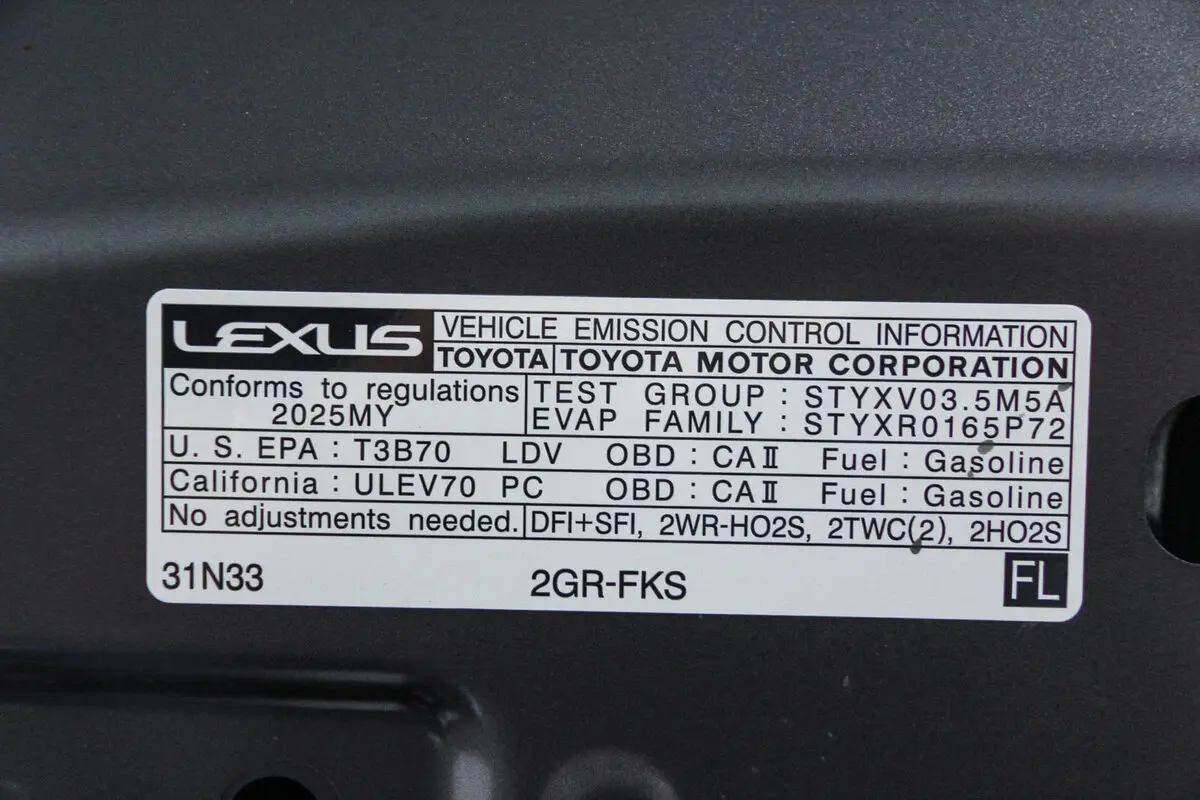 LEXUS VEHICLE EMISSION CONTROL INFORMATION
TOYOTA TOYOTA MOTOR CORPORATION
Conforms to regulations TEST GROUP : STYXV03.5M5A
2025MY EVAP FAMILY : STYXR0165P72
U. S. EPA : T3B70 LDV OBD : CAⅡ Fuel : Gasoline
California : ULEV70 PC OBD : CAⅡ Fuel : Gasoline
No adjustments needed. DFI+SFI, 2WR-HO2S, 2TWC(2), 2HO2S
31N33 2GR-FKS FL